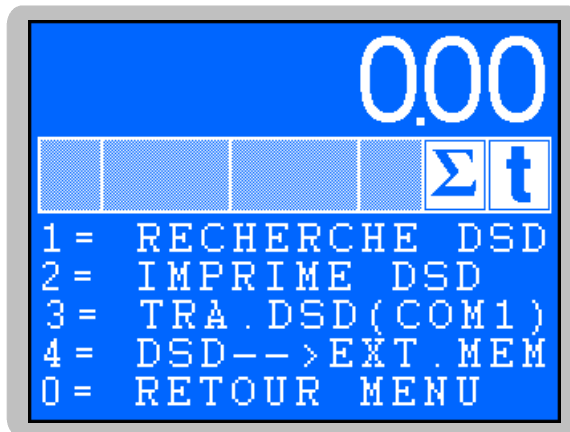 0.00
Σ t
1 = RECHERCHE DSD
2 = IMPRIME DSD
3 = TRA.DSD(COM1)
4 = DSD-->EXT.MEM
0 = RETOUR MENU